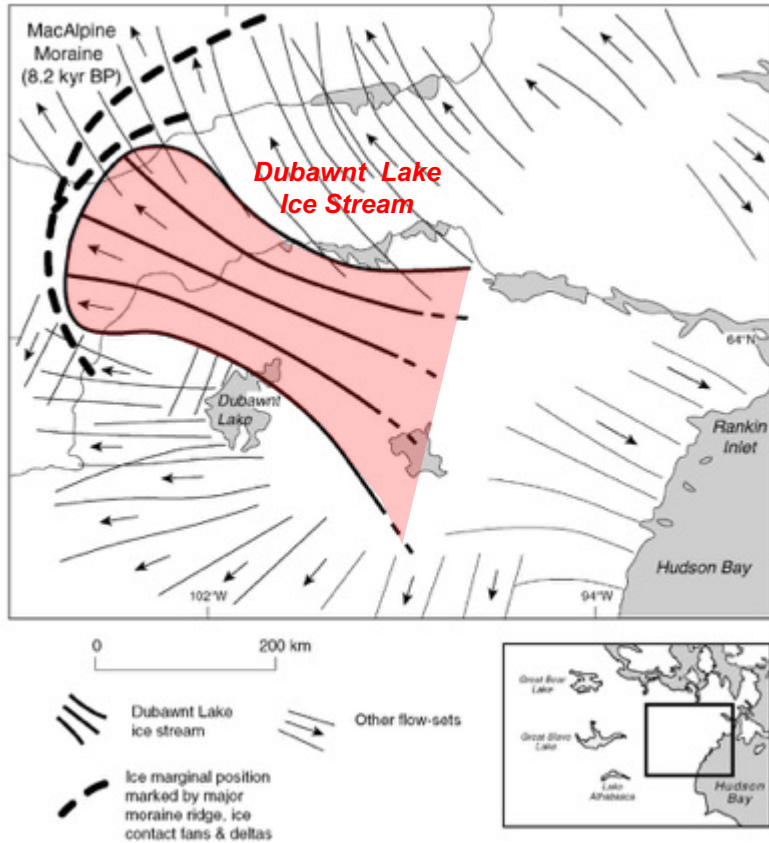 MacAlpine
Moraine
(8.2 kyr BP)
Dubawnt Lake
Ice Stream
64°N
Dubawnt
Lake
Rankin
Inlet
Hudson Bay
102°W
94°W
0
200 km
Dubawnt Lake
ice stream
Other flow-sets
Ice marginal position
marked by major
moraine ridge, ice
contact fans & deltas
Great Bear
Lake
Great Slave
Lake
Lake
Athabasca
Hudson
Bay